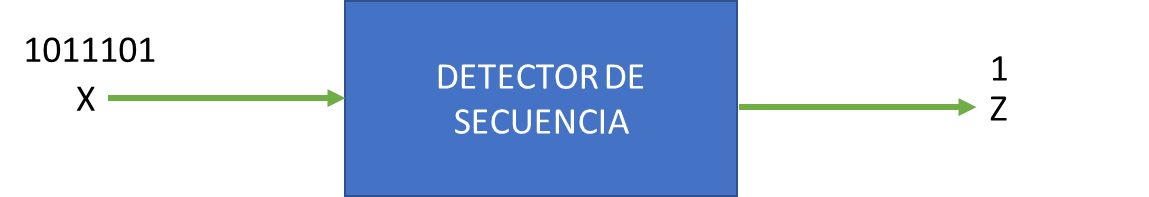 1011101
X
DETECTOR DE
SECUENCIA
1
Z